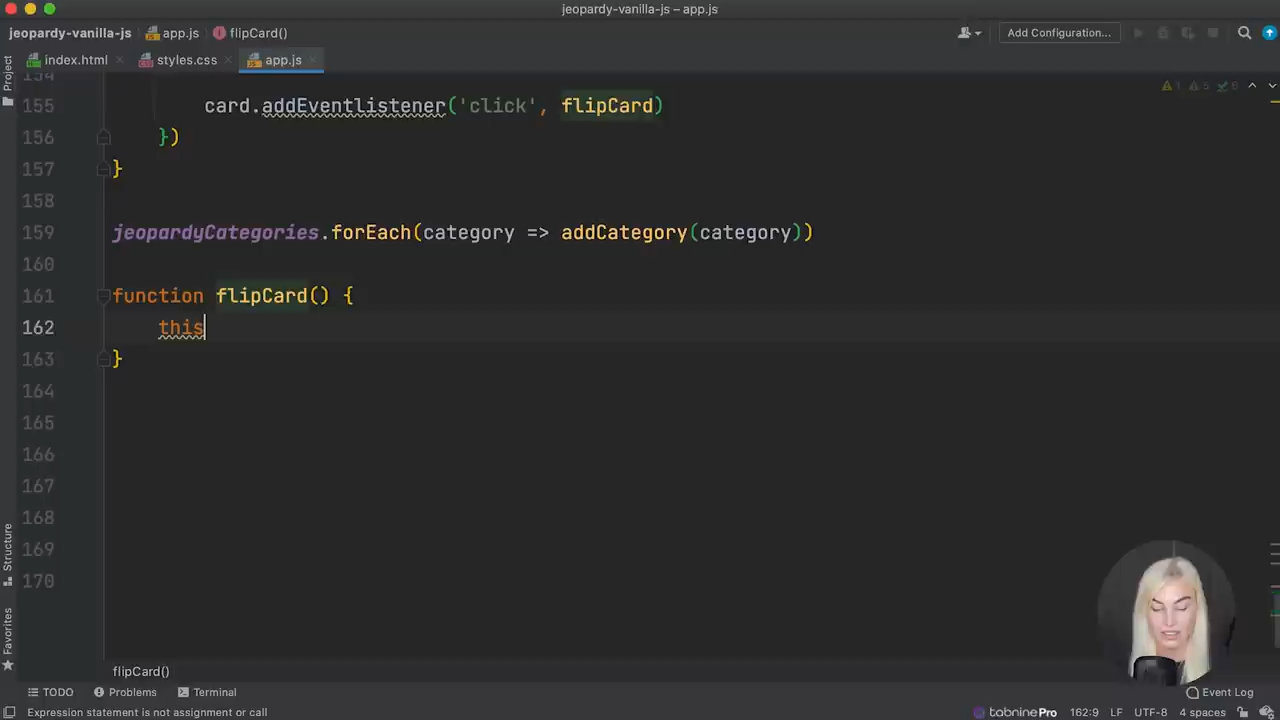 jeopardy-vanilla-js – app.js
jeopardy-vanilla-js app.js flipCard()
Add Configuration...
index.html styles.css app.js
Project
154
155 card.addEventlistener('click', flipCard)
156 })
157 }
158
159 jeopardyCategories.forEach(category => addCategory(category))
160
161 function flipCard() {
162 this
163 }
164
165
166
167
168
169
170
Structure
Favorites
flipCard()
TODO Problems Terminal Event Log
Expression statement is not assignment or call tabninePro 162:9 LF UTF-8 4 spaces